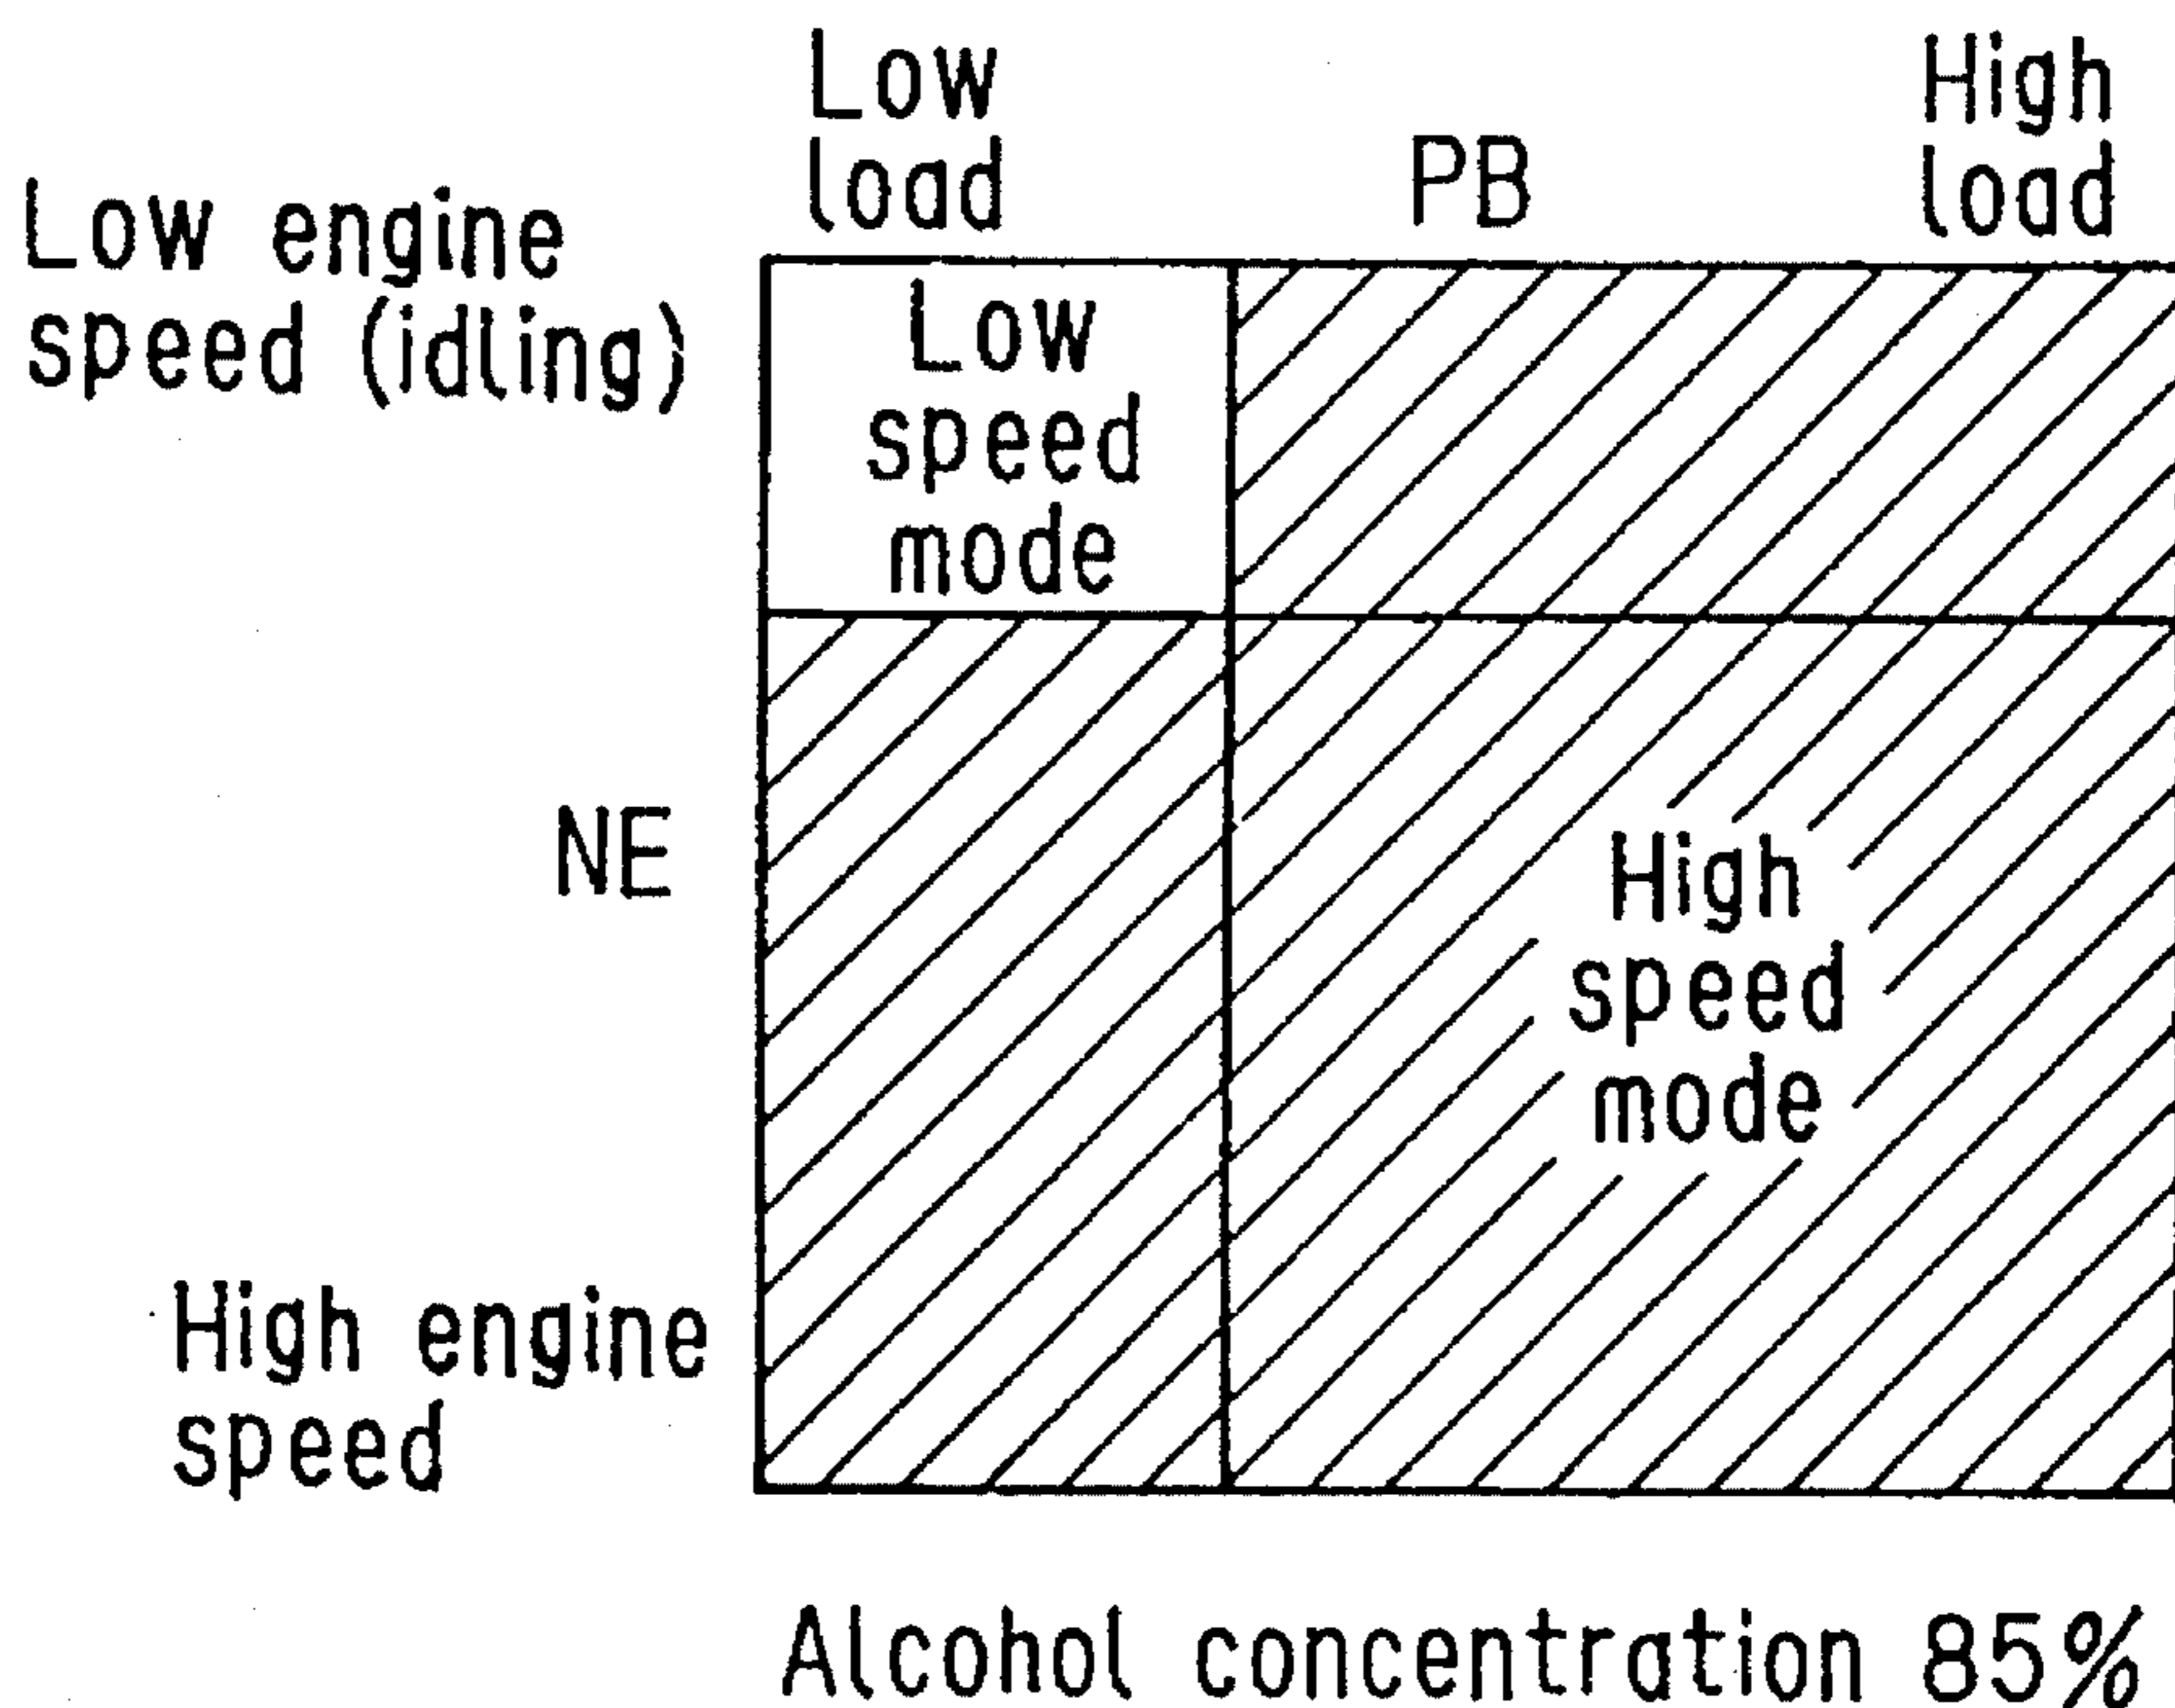 Low
load
PB
High
load
Low engine
speed (idling)
Low
speed
mode
NE
High
speed
mode
High engine
speed
Alcohol concentration 85%